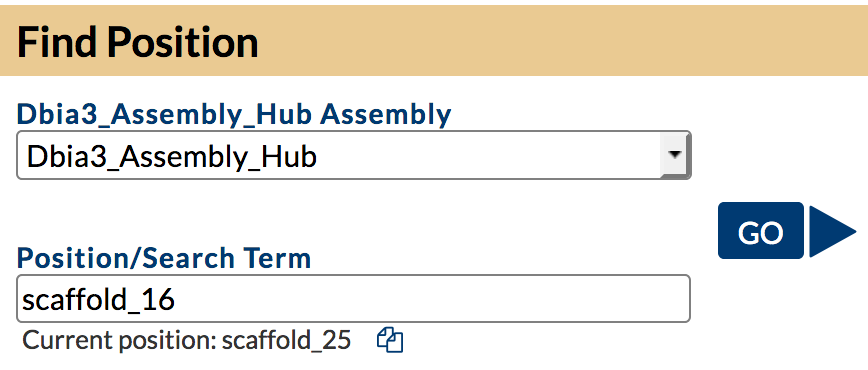 Find Position
Dbia3_Assembly_Hub Assembly
Dbia3_Assembly_Hub
GO
Position/Search Term
scaffold_16
Current position: scaffold_25